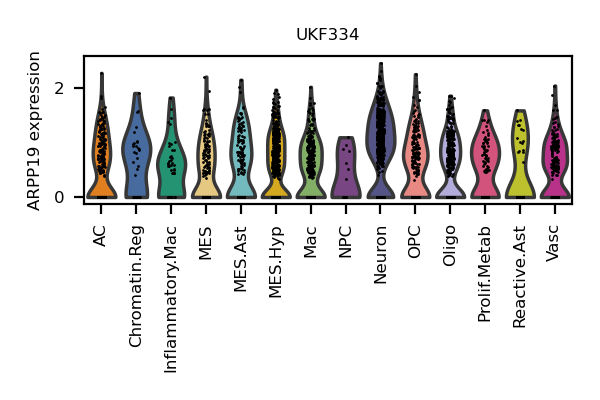 UKF334
ARPP19 expression
2
0
AC
Chromatin.Reg
Inflammatory.Mac
MES
MES.Ast
MES.Hyp
Mac
NPC
Neuron
OPC
Oligo
Prolif.Metab
Reactive.Ast
Vasc